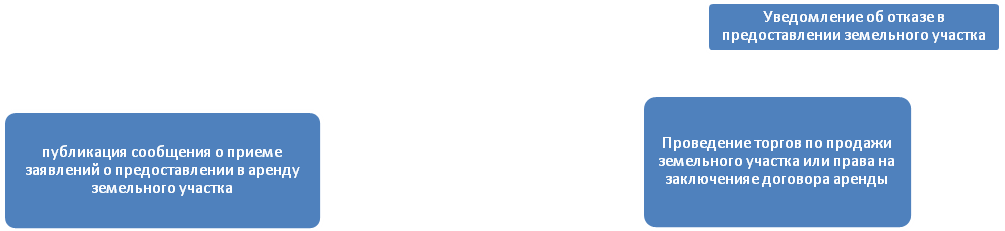 Уведомление об отказе в
предоставлении земельного участка
публикация сообщения о приеме
заявлений о предоставлении в аренду
земельного участка
Проведение торгов по продажи
земельного участка или права на
заключенияе договора аренды